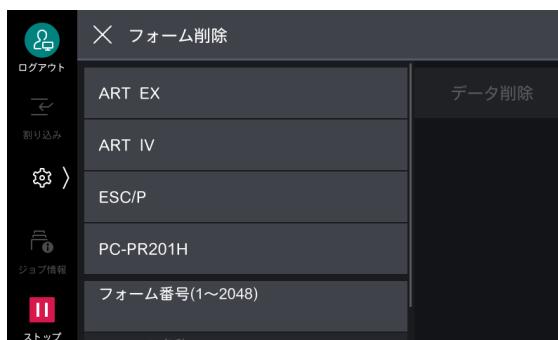 フォーム削除
ログアウト
ART EX
データ削除
割り込み
ART IV
ESC/P
PC-PR201H
ジョブ情報
フォーム番号(1～2048)
ストップ